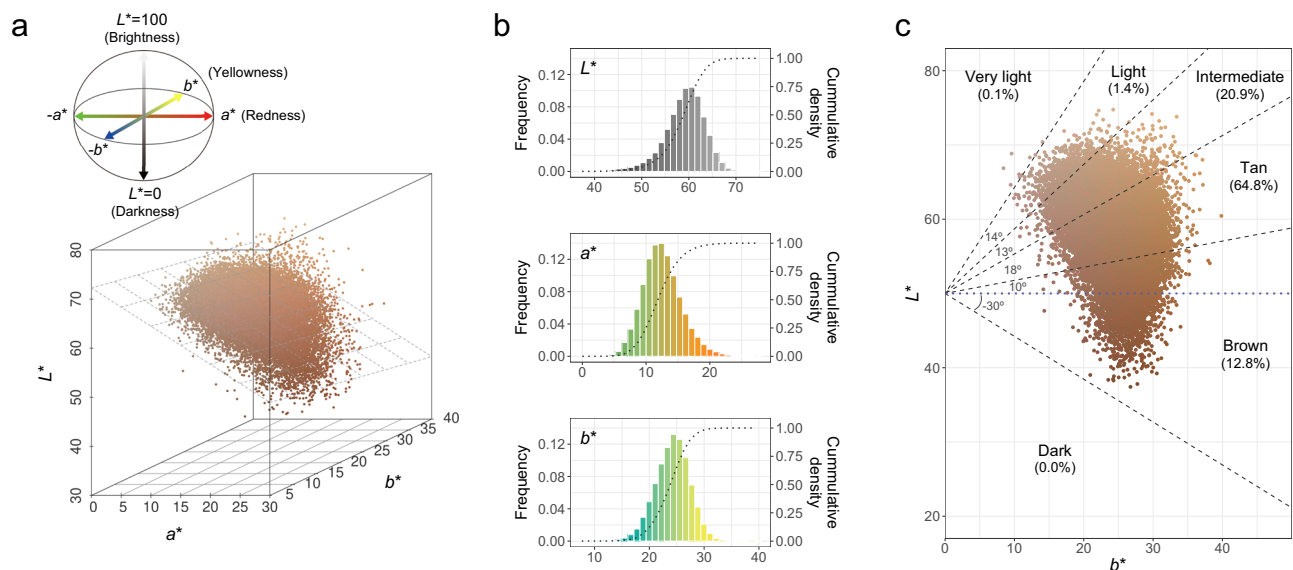 a
L*=100
(Brightness)
(Yellowness)
b*
-a*
a* (Redness)
-b*
L*=0
(Darkness)
80
70
60
50
40
30
L*
0 5 10 15 20 25 30
a*
5 10 15 20 25 30 35 40
b*
b
L*
Frequency
0.12
0.08
0.04
0.00
1.00
0.75
0.50
0.25
0.00
Cummulative
density
40 50 60 70
a*
Frequency
0.12
0.08
0.04
0.00
1.00
0.75
0.50
0.25
0.00
Cummulative
density
0 10 20
b*
Frequency
0.12
0.08
0.04
0.00
1.00
0.75
0.50
0.25
0.00
Cummulative
density
10 20 30 40
c
Very light
(0.1%)
Light
(1.4%)
Intermediate
(20.9%)
Tan
(64.8%)
Brown
(12.8%)
Dark
(0.0%)
14º
13º
18º
10º
-30º
80
60
40
20
L*
0 10 20 30 40
b*